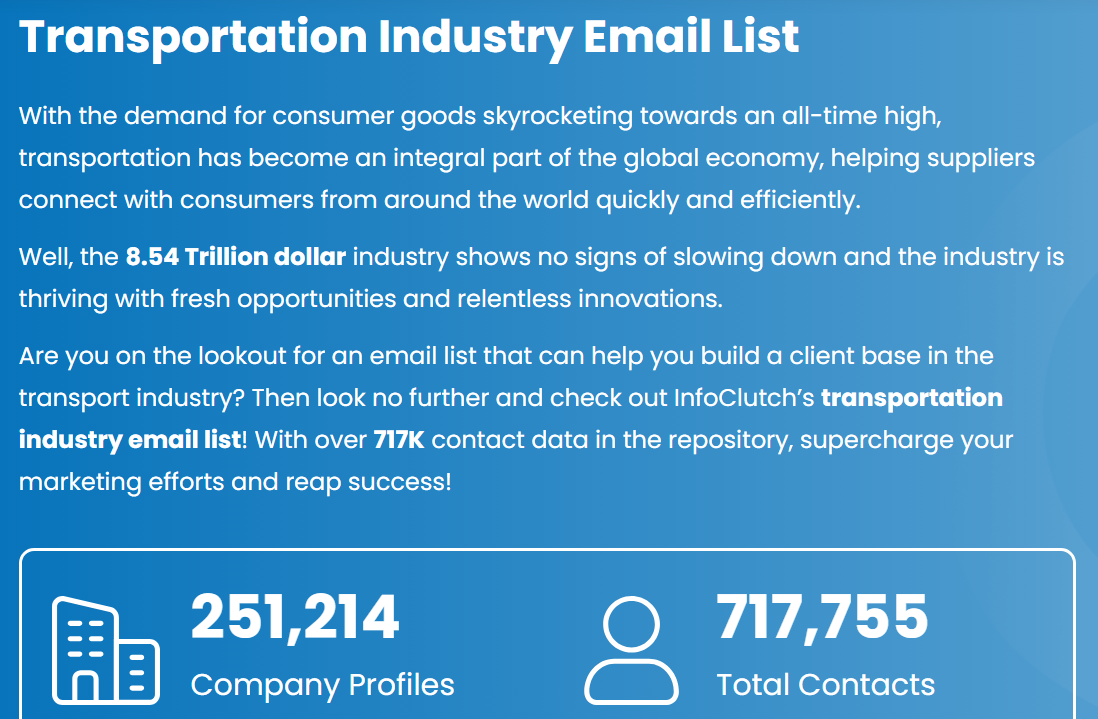 Transportation Industry Email List
With the demand for consumer goods skyrocketing towards an all-time high,
transportation has become an integral part of the global economy, helping suppliers
connect with consumers from around the world quickly and efficiently.
Well, the 8.54 Trillion dollar industry shows no signs of slowing down and the industry is
thriving with fresh opportunities and relentless innovations.
Are you on the lookout for an email list that can help you build a client base in the
transport industry? Then look no further and check out InfoClutch’s transportation
industry email list! With over 717K contact data in the repository, supercharge your
marketing efforts and reap success!
251,214
Company Profiles
717,755
Total Contacts